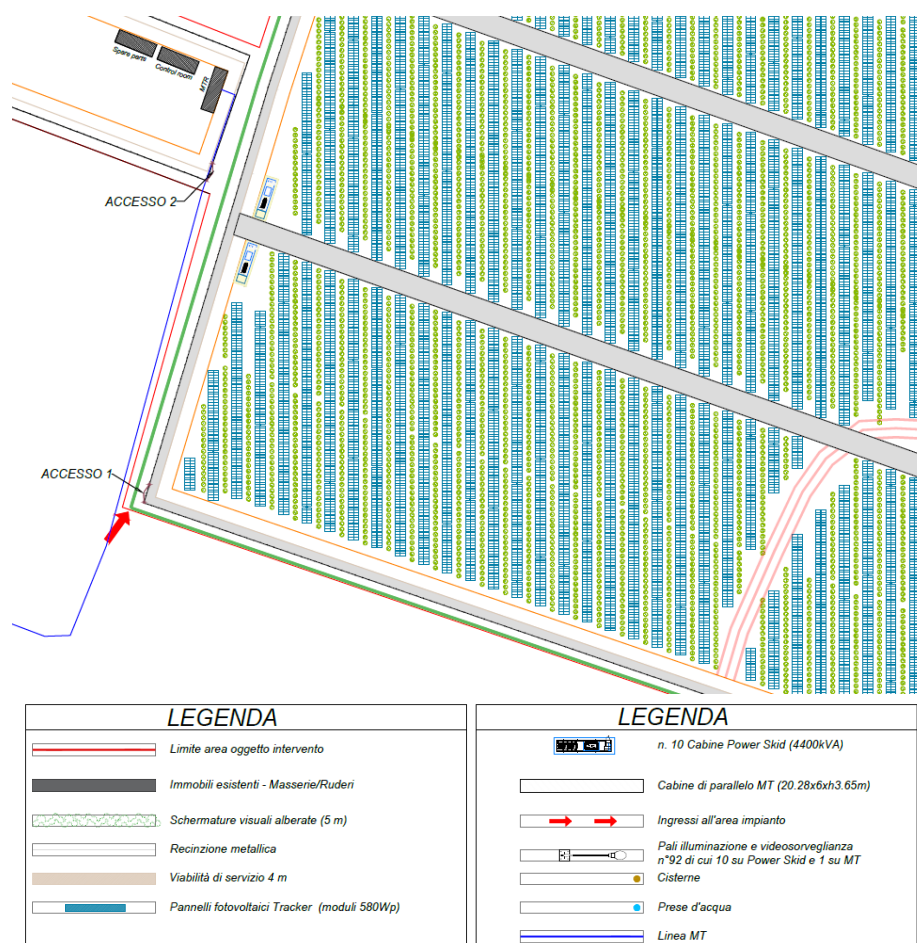 Spare parts
Control room
MTR
ACCESSO 2
ACCESSO 1
LEGENDA
Limite area oggetto intervento
Immobili esistenti - Masserie/Ruderi
Schermature visuali alberate (5 m)
Recinzione metallica
Viabilità di servizio 4 m
Pannelli fotovoltaici Tracker (moduli 580Wp)
LEGENDA
n. 10 Cabine Power Skid (4400kVA)
Cabine di parallelo MT (20.28x6xh3.65m)
Ingressi all'area impianto
Pali illuminazione e videosorveglianza
n°92 di cui 10 su Power Skid e 1 su MT
Cisterne
Prese d'acqua
Linea MT